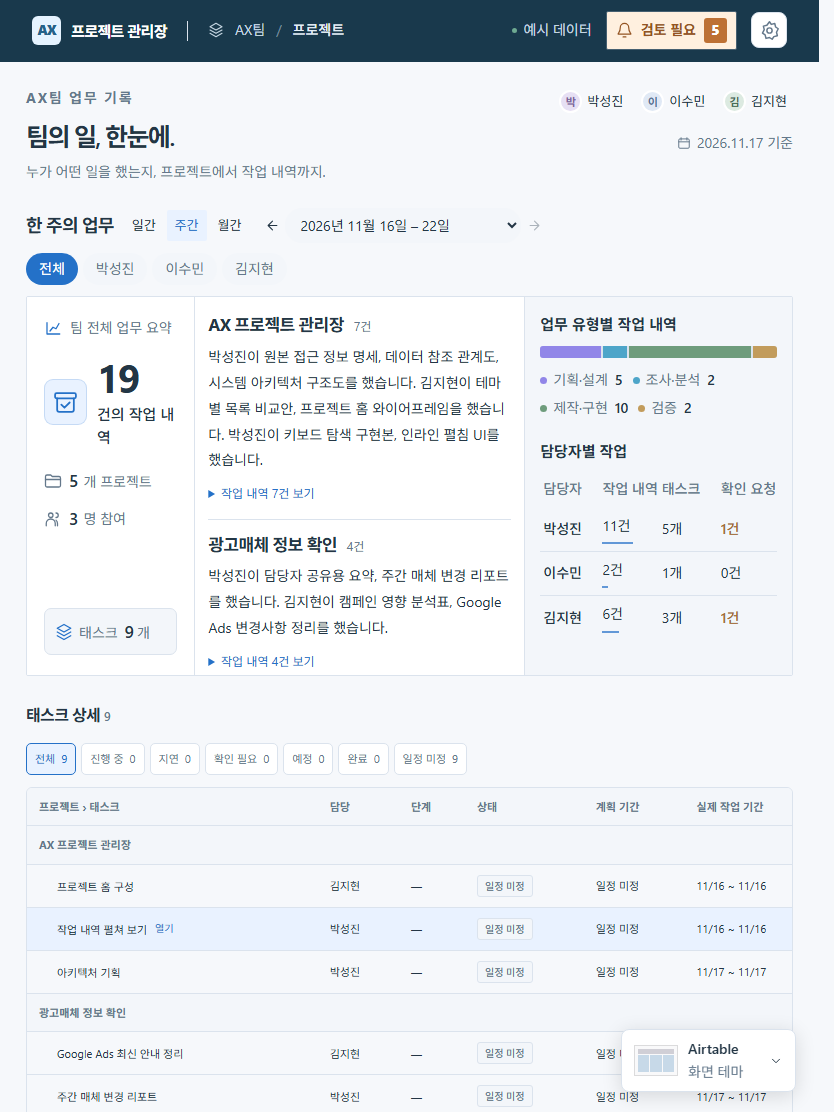 AX 프로젝트 관리장 AX팀 / 프로젝트 예시 데이터 검토 필요 5
AX팀 업무 기록
박 박성진 이 이수민 김 김지현
팀의 일, 한눈에.
2026.11.17 기준
누가 어떤 일을 했는지, 프로젝트에서 작업 내역까지.
한 주의 업무 일간 주간 월간 ← 2026년 11월 16일 – 22일 →
전체 박성진 이수민 김지현
팀 전체 업무 요약
19
건의 작업 내
역
5 개 프로젝트
3 명 참여
태스크 9 개
AX 프로젝트 관리장 7건
박성진이 원본 접근 정보 명세, 데이터 참조 관계도,
시스템 아키텍처 구조도를 했습니다. 김지현이 테마
별 목록 비교안, 프로젝트 홈 와이어프레임을 했습니
다. 박성진이 키보드 탐색 구현본, 인라인 펼침 UI를
했습니다.
▶ 작업 내역 7건 보기
광고매체 정보 확인 4건
박성진이 담당자 공유용 요약, 주간 매체 변경 리포트
를 했습니다. 김지현이 캠페인 영향 분석표, Google
Ads 변경사항 정리를 했습니다.
▶ 작업 내역 4건 보기
업무 유형별 작업 내역
기획·설계 5 조사·분석 2
제작·구현 10 검증 2
담당자별 작업
담당자 작업 내역 태스크 확인 요청
박성진 11건 5개 1건
이수민 2건 1개 0건
김지현 6건 3개 1건
태스크 상세 9
전체 9 진행 중 0 지연 0 확인 필요 0 예정 0 완료 0 일정 미정 9
프로젝트 › 태스크 담당 단계 상태 계획 기간 실제 작업 기간
AX 프로젝트 관리장
프로젝트 홈 구성 김지현 — 일정 미정 일정 미정 11/16 ~ 11/16
작업 내역 펼쳐 보기 열기 박성진 — 일정 미정 일정 미정 11/16 ~ 11/16
아키텍처 기획 박성진 — 일정 미정 일정 미정 11/17 ~ 11/17
광고매체 정보 확인
Google Ads 최신 안내 정리 김지현 — 일정 미정 일정
주간 매체 변경 리포트 박성진 — 일정 미정 일정 미정 11/17 ~ 11/17
Airtable
화면 테마